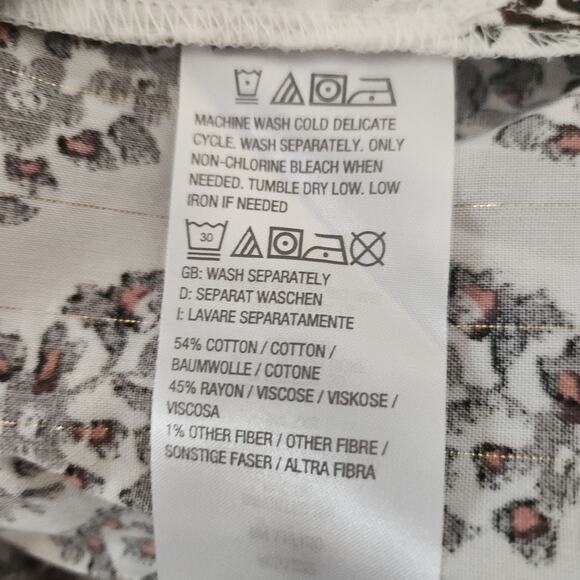 MACHINE WASH COLD DELICATE
CYCLE. WASH SEPARATELY. ONLY
NON-CHLORINE BLEACH WHEN
NEEDED. TUMBLE DRY LOW. LOW
IRON IF NEEDED
30
GB: WASH SEPARATELY
D: SEPARAT WASCHEN
I: LAVARE SEPARATAMENTE
54% COTTON / COTTON /
BAUMWOLLE / COTONE
45% RAYON / VISCOSE / VISKOSE /
VISCOSA
1% OTHER FIBER / OTHER FIBRE /
SONSTIGE FASER / ALTRA FIBRA